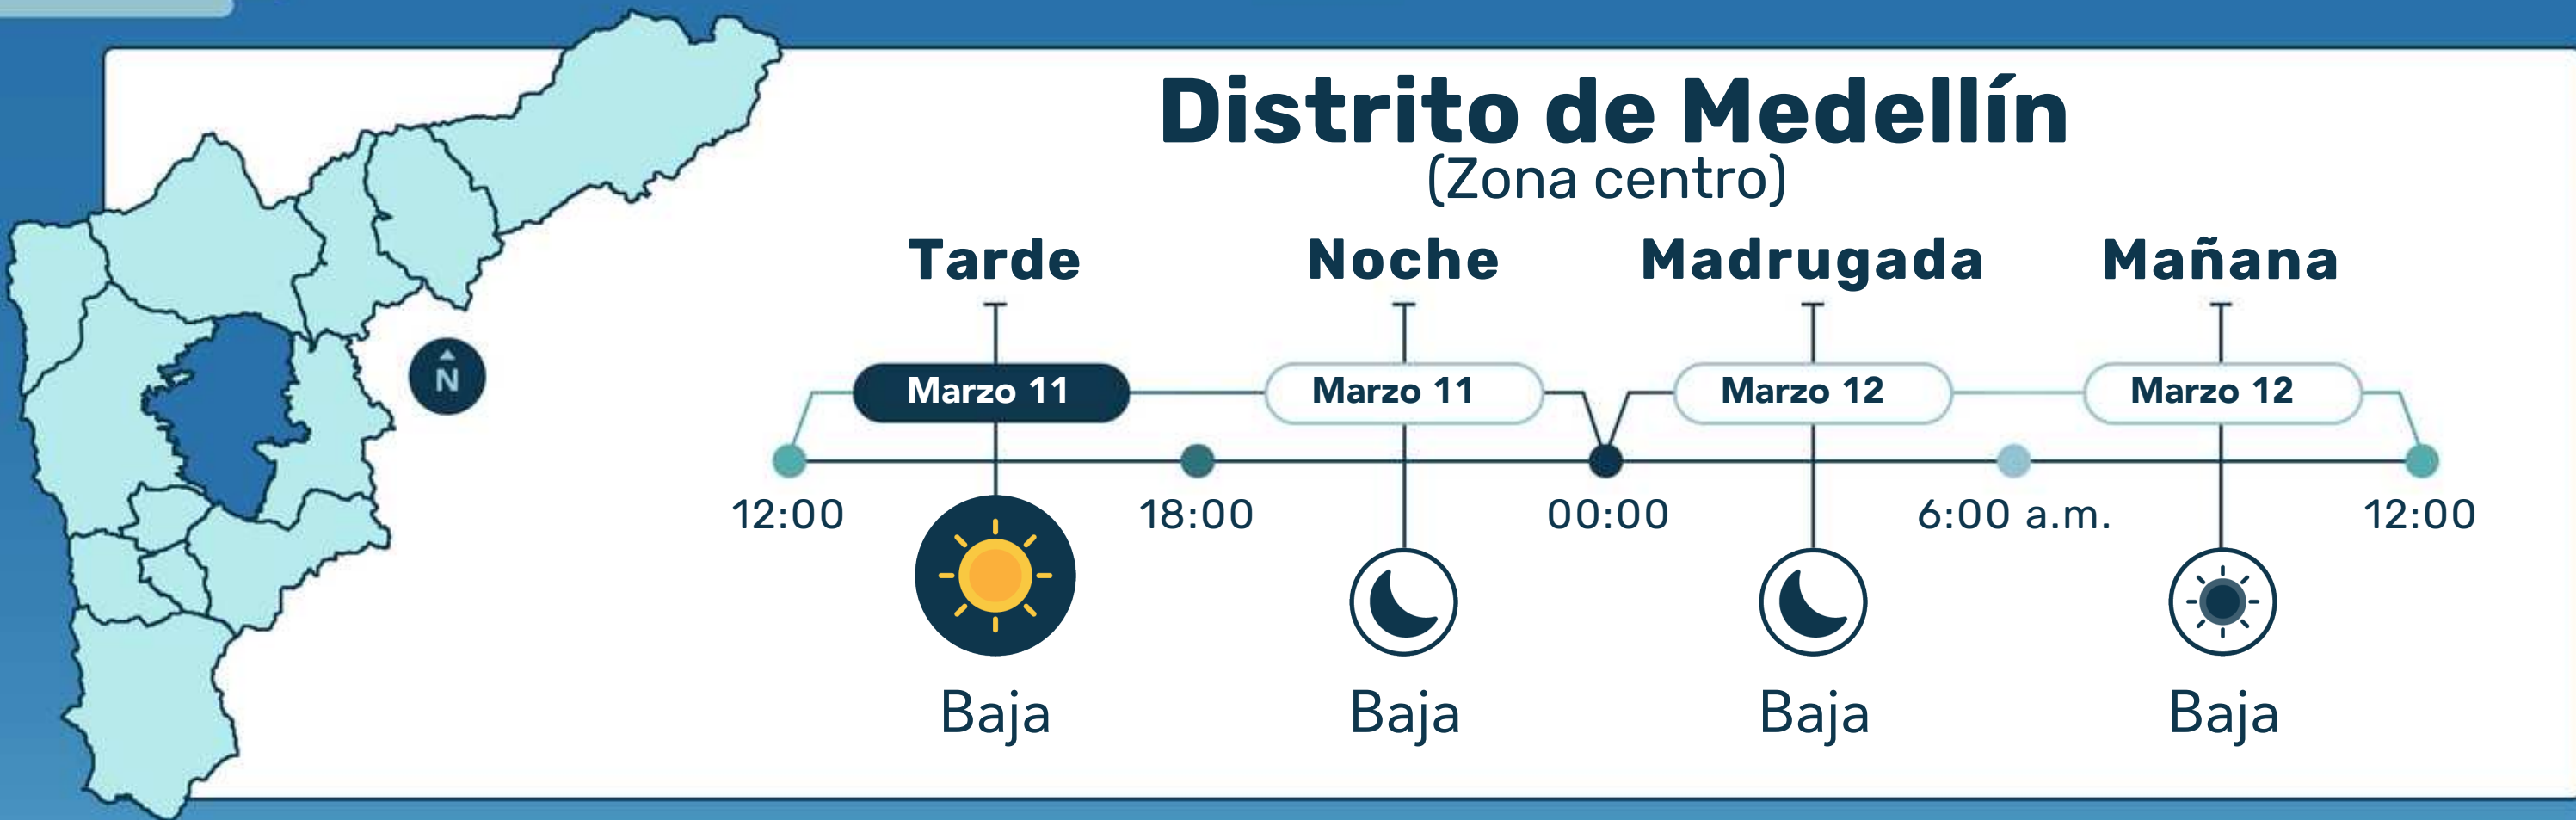 Distrito de Medellín
(Zona centro)
Tarde Noche Madrugada Mañana
N
Marzo 11 Marzo 11 Marzo 12 Marzo 12
12:00 18:00 00:00 6:00 a.m. 12:00
Baja Baja Baja Baja